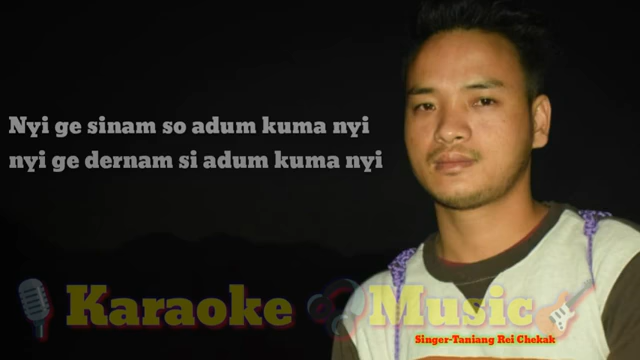 Nyi ge sinam so adum kuma nyi
nyi ge dernam si adum kuma nyi
Karaoke Music
Singer-Taniang Rei Chekak